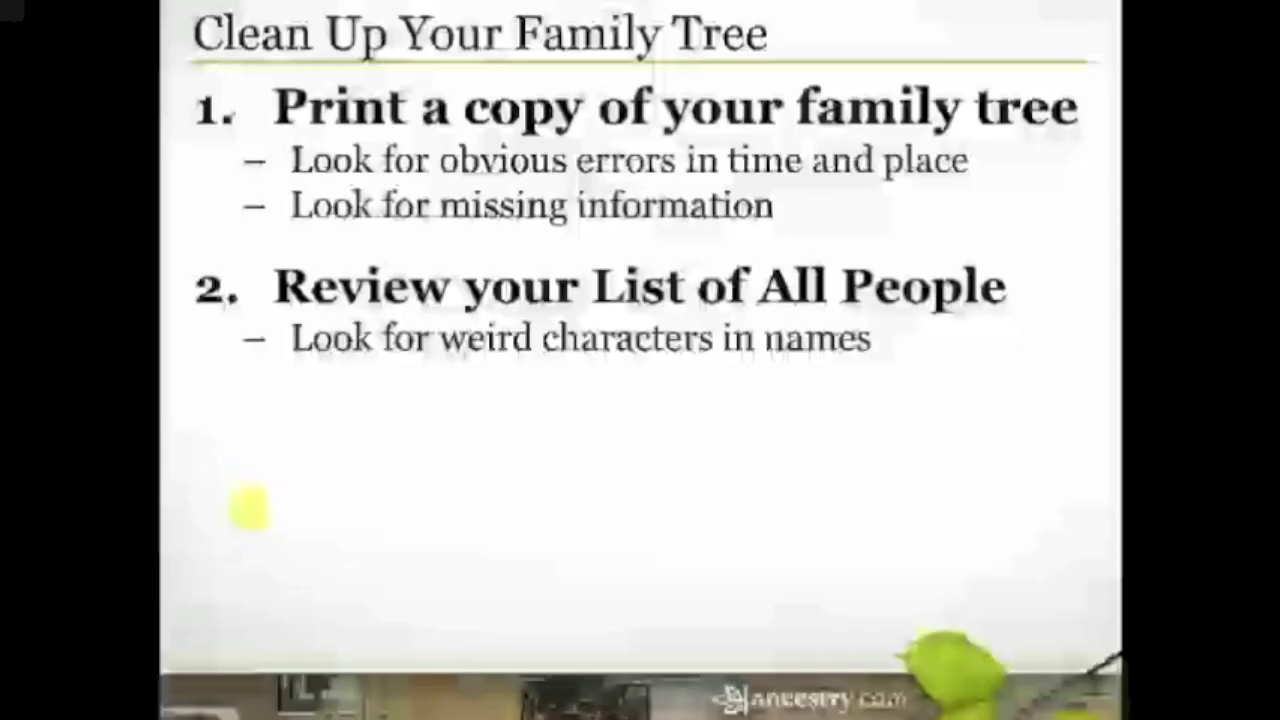 Clean Up Your Family Tree
1. Print a copy of your family tree
– Look for obvious errors in time and place
– Look for missing information
2. Review your List of All People
– Look for weird characters in names
ancestry.com